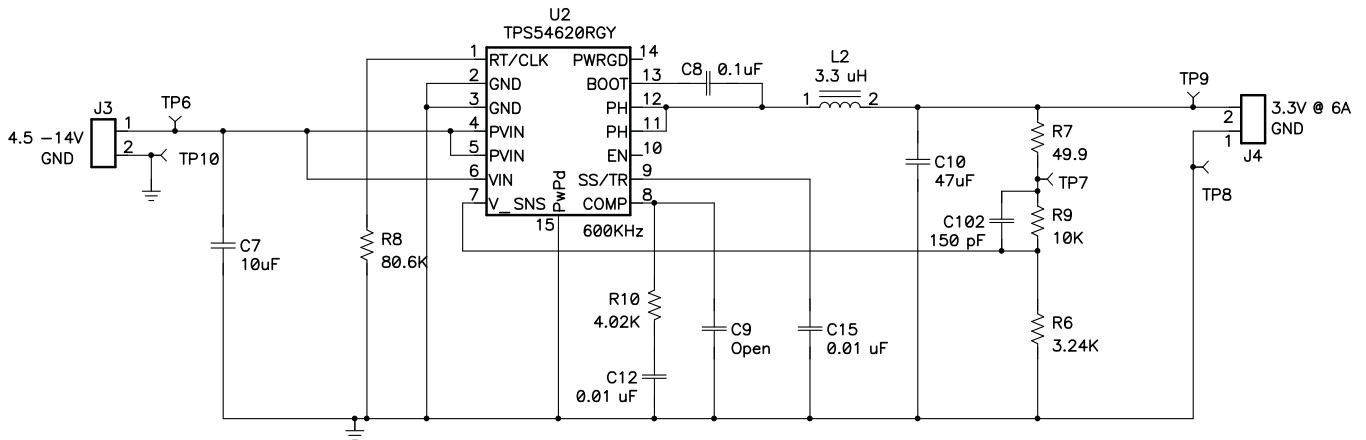 U2
TPS54620RGY
1 RT/CLK PWRGD 14
2 GND BOOT 13
3 GND PH 12
4 PVIN PH 11
5 PVIN EN 10
6 VIN SS/TR 9
7 V_SNS COMP 8
PwPd
15
600KHz
J3
4.5 -14V
GND
1
2
TP6
TP10
C7
10uF
R8
80.6K
C8 0.1uF
L2
3.3 uH
1 2
R10
4.02K
C12
0.01 uF
C9
Open
C15
0.01 uF
C10
47uF
R7
49.9
TP7
C102
150 pF
R9
10K
R6
3.24K
TP9
TP8
3.3V @ 6A
2
GND
1
J4